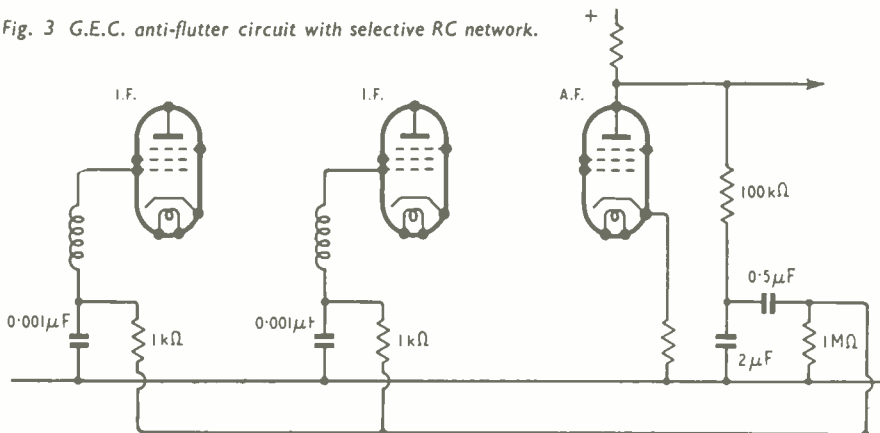 Fig. 3 G.E.C. anti-flutter circuit with selective RC network.
+
I.F.
I.F.
A.F.
100kΩ
0·5μF
0·001μF
1kΩ
0·001μF
1kΩ
2μF
1MΩ